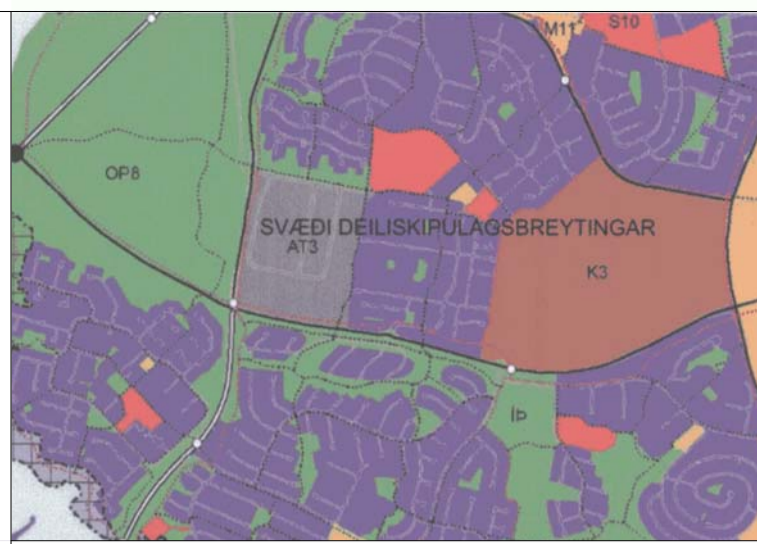 M11
S10
OP8
SVÆÐI DEILISKIPULAGSBREYTINGAR
AT3
K3
ÍÞ